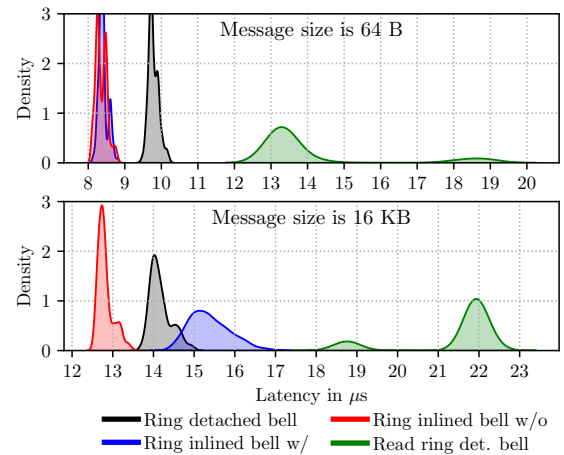 Message size is 64 B
Density
3
2
1
0
8 9 10 11 12 13 14 15 16 17 18 19 20
Message size is 16 KB
Density
3
2
1
0
12 13 14 15 16 17 18 19 20 21 22 23
Latency in μs
Ring detached bell
Ring inlined bell w/o
Ring inlined bell w/
Read ring det. bell